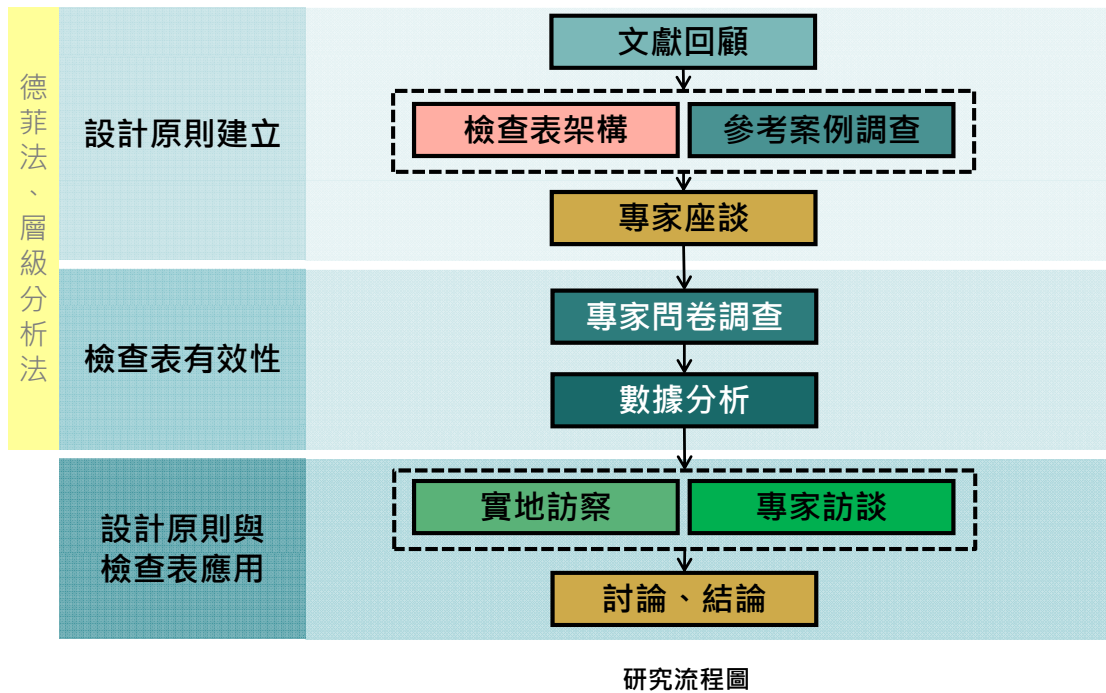 德菲法、層級分析法
設計原則建立
文獻回顧
檢查表架構
參考案例調查
專家座談
檢查表有效性
專家問卷調查
數據分析
設計原則與
檢查表應用
實地訪察
專家訪談
討論、結論
研究流程圖